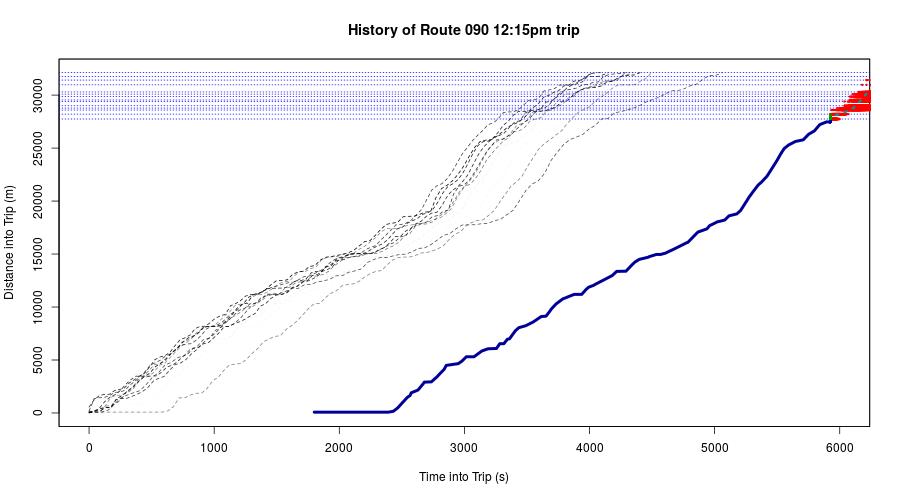 History of Route 090 12:15pm trip
Distance into Trip (m)
30000
25000
20000
15000
10000
5000
0
0 1000 2000 3000 4000 5000 6000
Time into Trip (s)